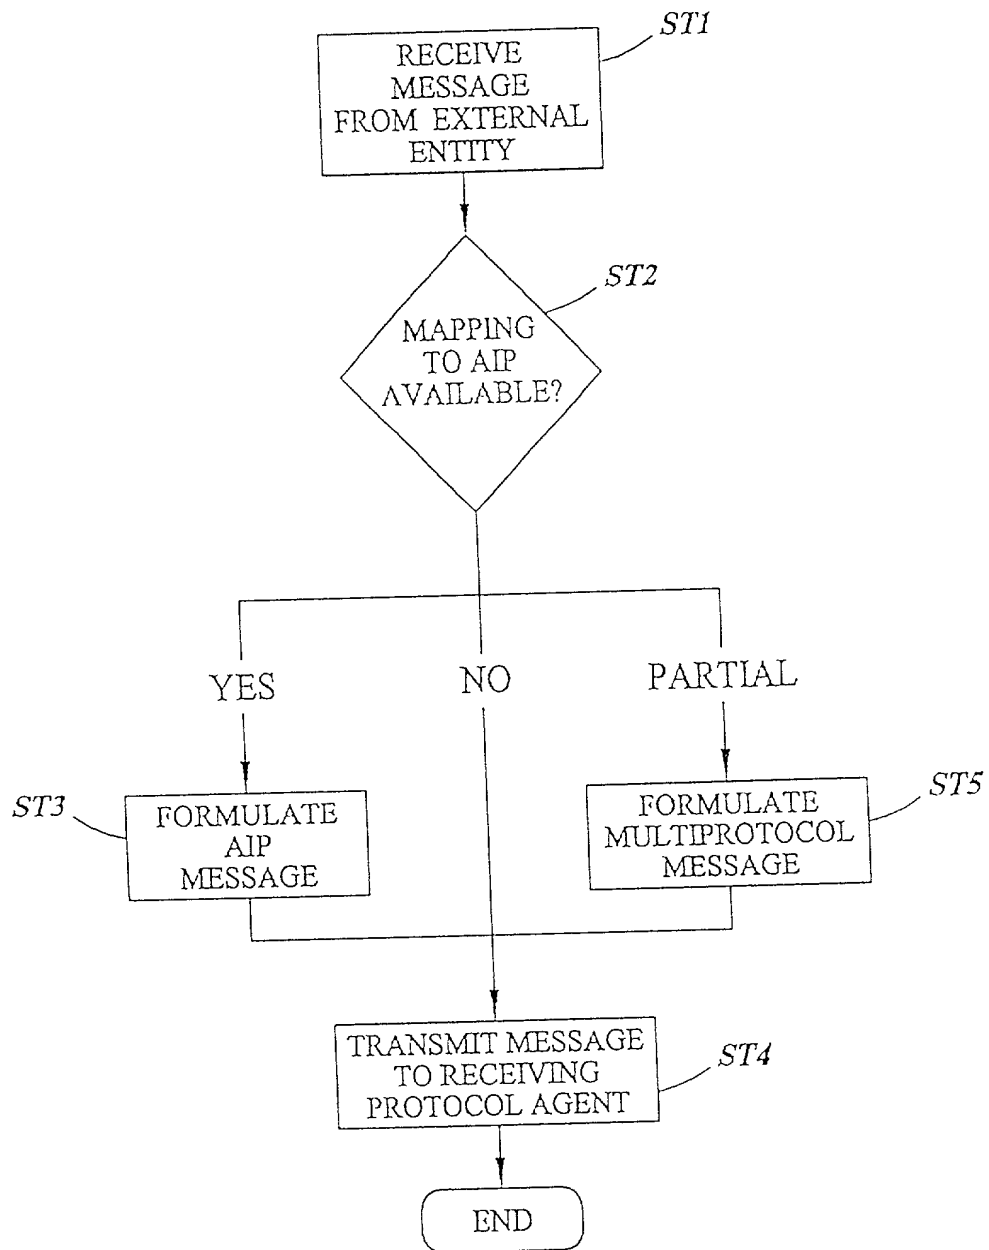 ST1
RECEIVE
MESSAGE
FROM EXTERNAL
ENTITY
ST2
MAPPING
TO AIP
AVAILABLE?
YES
NO
PARTIAL
ST3
FORMULATE
AIP
MESSAGE
ST5
FORMULATE
MULTIPROTOCOL
MESSAGE
TRANSMIT MESSAGE
TO RECEIVING
PROTOCOL AGENT
ST4
END